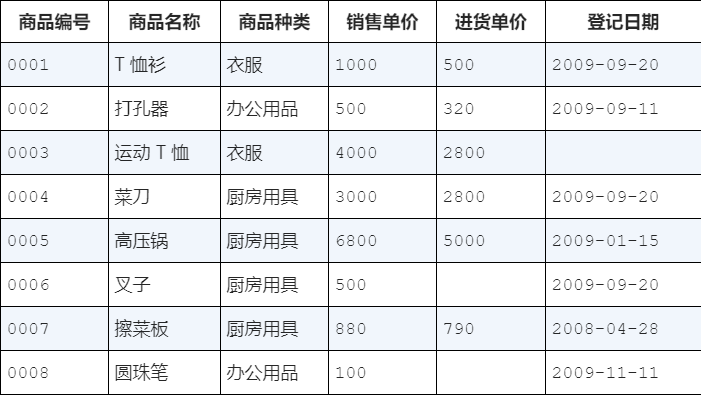 商品编号 商品名称 商品种类 销售单价 进货单价 登记日期
0001 T恤衫 衣服 1000 500 2009-09-20
0002 打孔器 办公用品 500 320 2009-09-11
0003 运动T恤 衣服 4000 2800
0004 菜刀 厨房用具 3000 2800 2009-09-20
0005 高压锅 厨房用具 6800 5000 2009-01-15
0006 叉子 厨房用具 500 2009-09-20
0007 擦菜板 厨房用具 880 790 2008-04-28
0008 圆珠笔 办公用品 100 2009-11-11